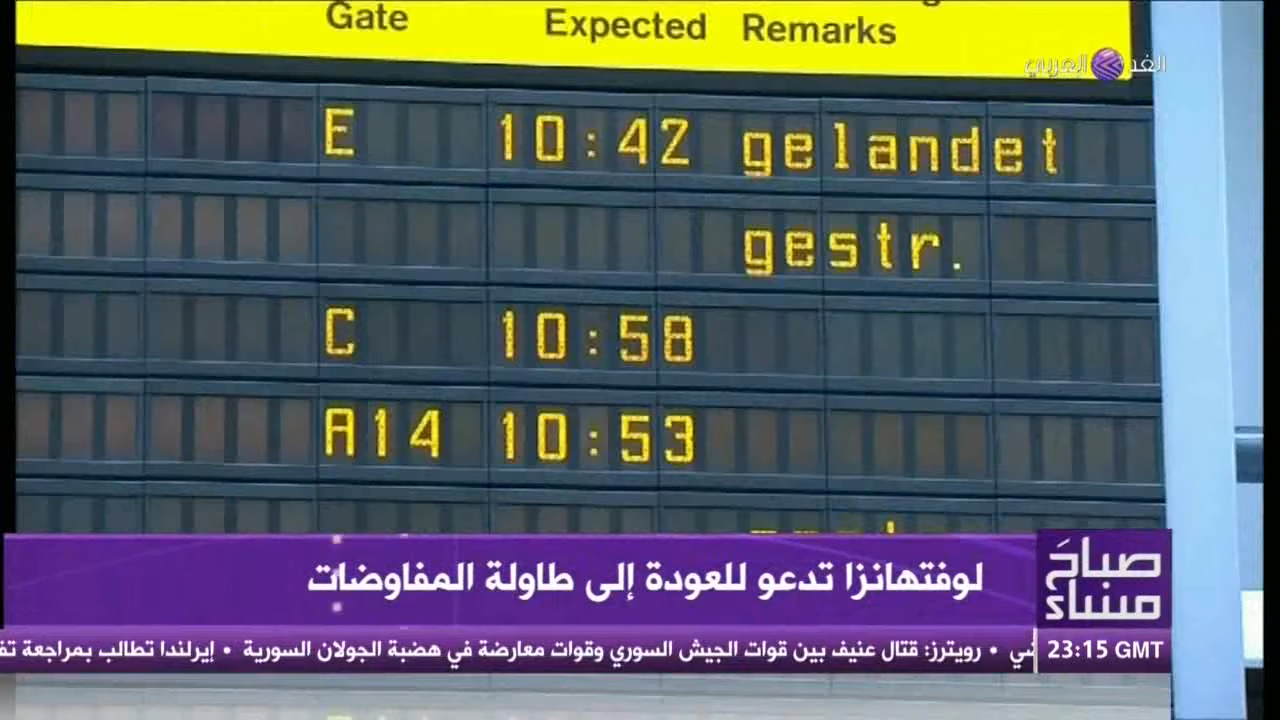 Gate Expected Remarks
الغد العربي
E 10:42 gelandet
gestr.
C 10:58
A14 10:53
لوفتهانزا تدعو للعودة إلى طاولة المفاوضات
صباح مساء
• رويترز: قتال عنيف بين قوات الجيش السوري وقوات معارضة في هضبة الجولان السورية • إيرلندا تطالب بمراجعة
23:15 GMT